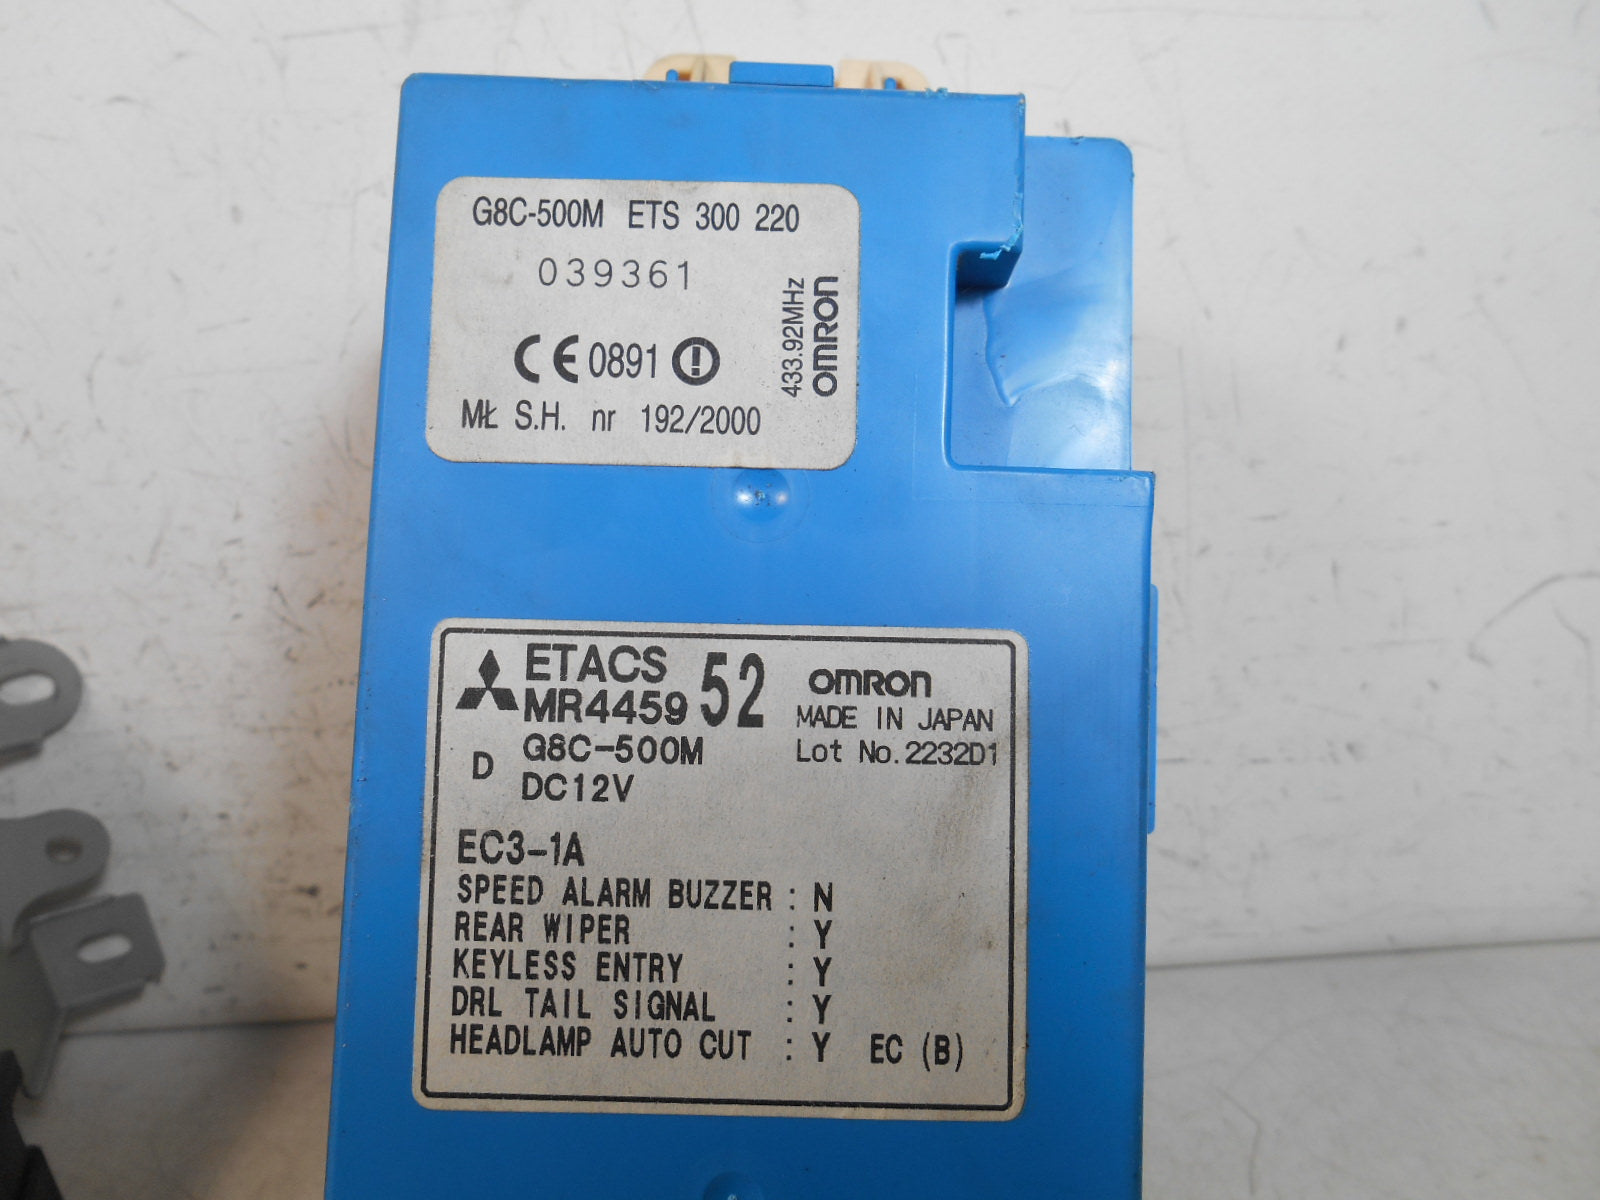 G8C-500M ETS 300 220
039361
CE 0891
MŁ S.H. nr 192/2000
433.92MHz
OMRON
ETACS
MR445952
OMRON
MADE IN JAPAN
Lot No. 2232D1
D
G8C-500M
DC12V
EC3-1A
SPEED ALARM BUZZER : N
REAR WIPER : Y
KEYLESS ENTRY : Y
DRL TAIL SIGNAL : Y
HEADLAMP AUTO CUT : Y EC (B)